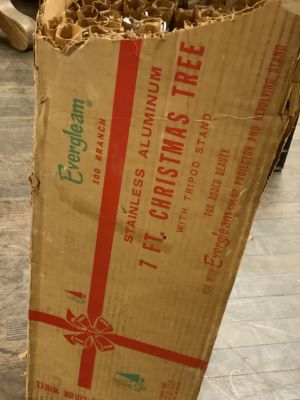 Evergleam
100 BRANCH
STAINLESS ALUMINUM
7 FT. CHRISTMAS TREE
WITH TRIPOD STAND
FOR ADDED BEAUTY
USE WITH Evergleam PROJECTOR AND REVOLVING STAND
COLOR WHEEL